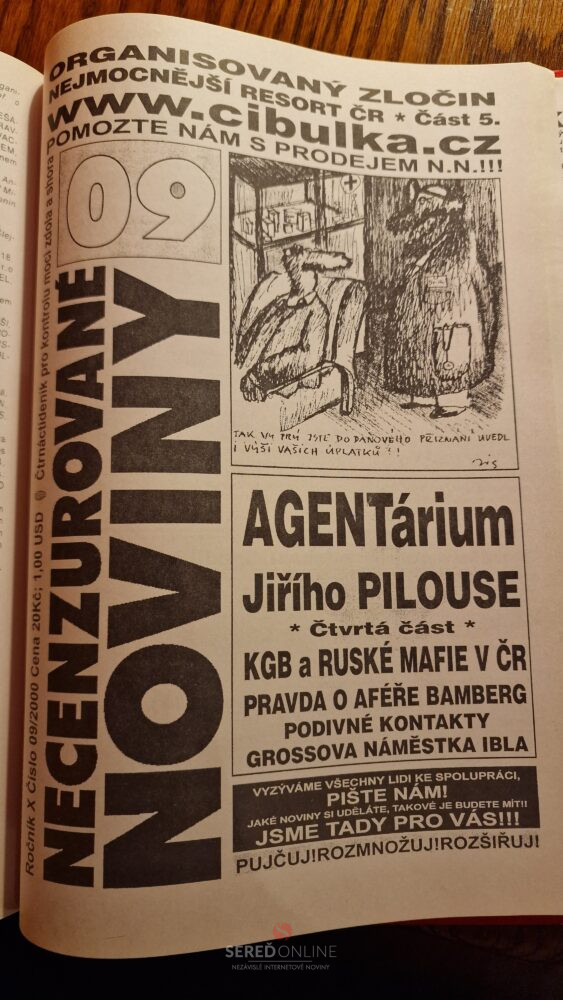 ORGANISOVANÝ ZLOČIN
NEJMOCNĚJŠÍ RESORT ČR * Část 5.
www.cibulka.cz
POMOZTE NÁM S PRODEJEM N.N.!!!
09
NECENZUROVANÉ
NOVINY
Ročník X Číslo 09/2000 Cena 20Kč; 1,00 USD @ Čtrnáctideník pro kontrolu moci zdola a shora
TAK VY PRÝ JSTE DO DAŇOVÉHO PŘIZNÁNÍ UVEDL
I VÝŠI VAŠICH ÚPLATKŮ?!
AGENTárium
Jiřího PILOUSE
* Čtvrtá část *
KGB a RUSKÉ MAFIE V ČR
PRAVDA O AFÉŘE BAMBERG
PODIVNÉ KONTAKTY
GROSSOVA NÁMĚSTKA IBLA
VYZÝVÁME VŠECHNY LIDI KE SPOLUPRÁCI,
PIŠTE NÁM!
JAKÉ NOVINY SI UDĚLÁTE, TAKOVÉ JE BUDETE MÍT!!
JSME TADY PRO VÁS!!!
PUJČUJ!ROZMNOŽUJ!ROZŠIŘUJ!
SEREĎONLINE
NEZÁVISLÉ INTERNETOVÉ NOVINY